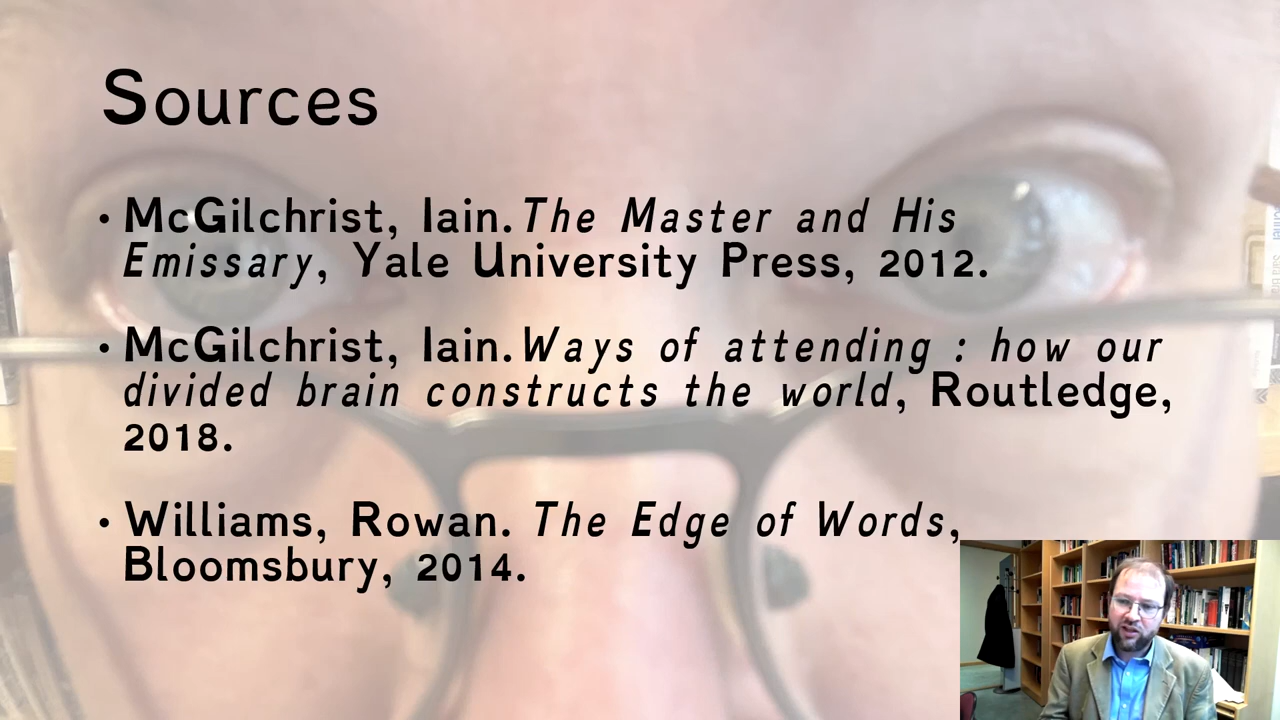 Sources
• McGilchrist, Iain.The Master and His
Emissary, Yale University Press, 2012.
• McGilchrist, Iain.Ways of attending : how our
divided brain constructs the world, Routledge,
2018.
• Williams, Rowan. The Edge of Words,
Bloomsbury, 2014.